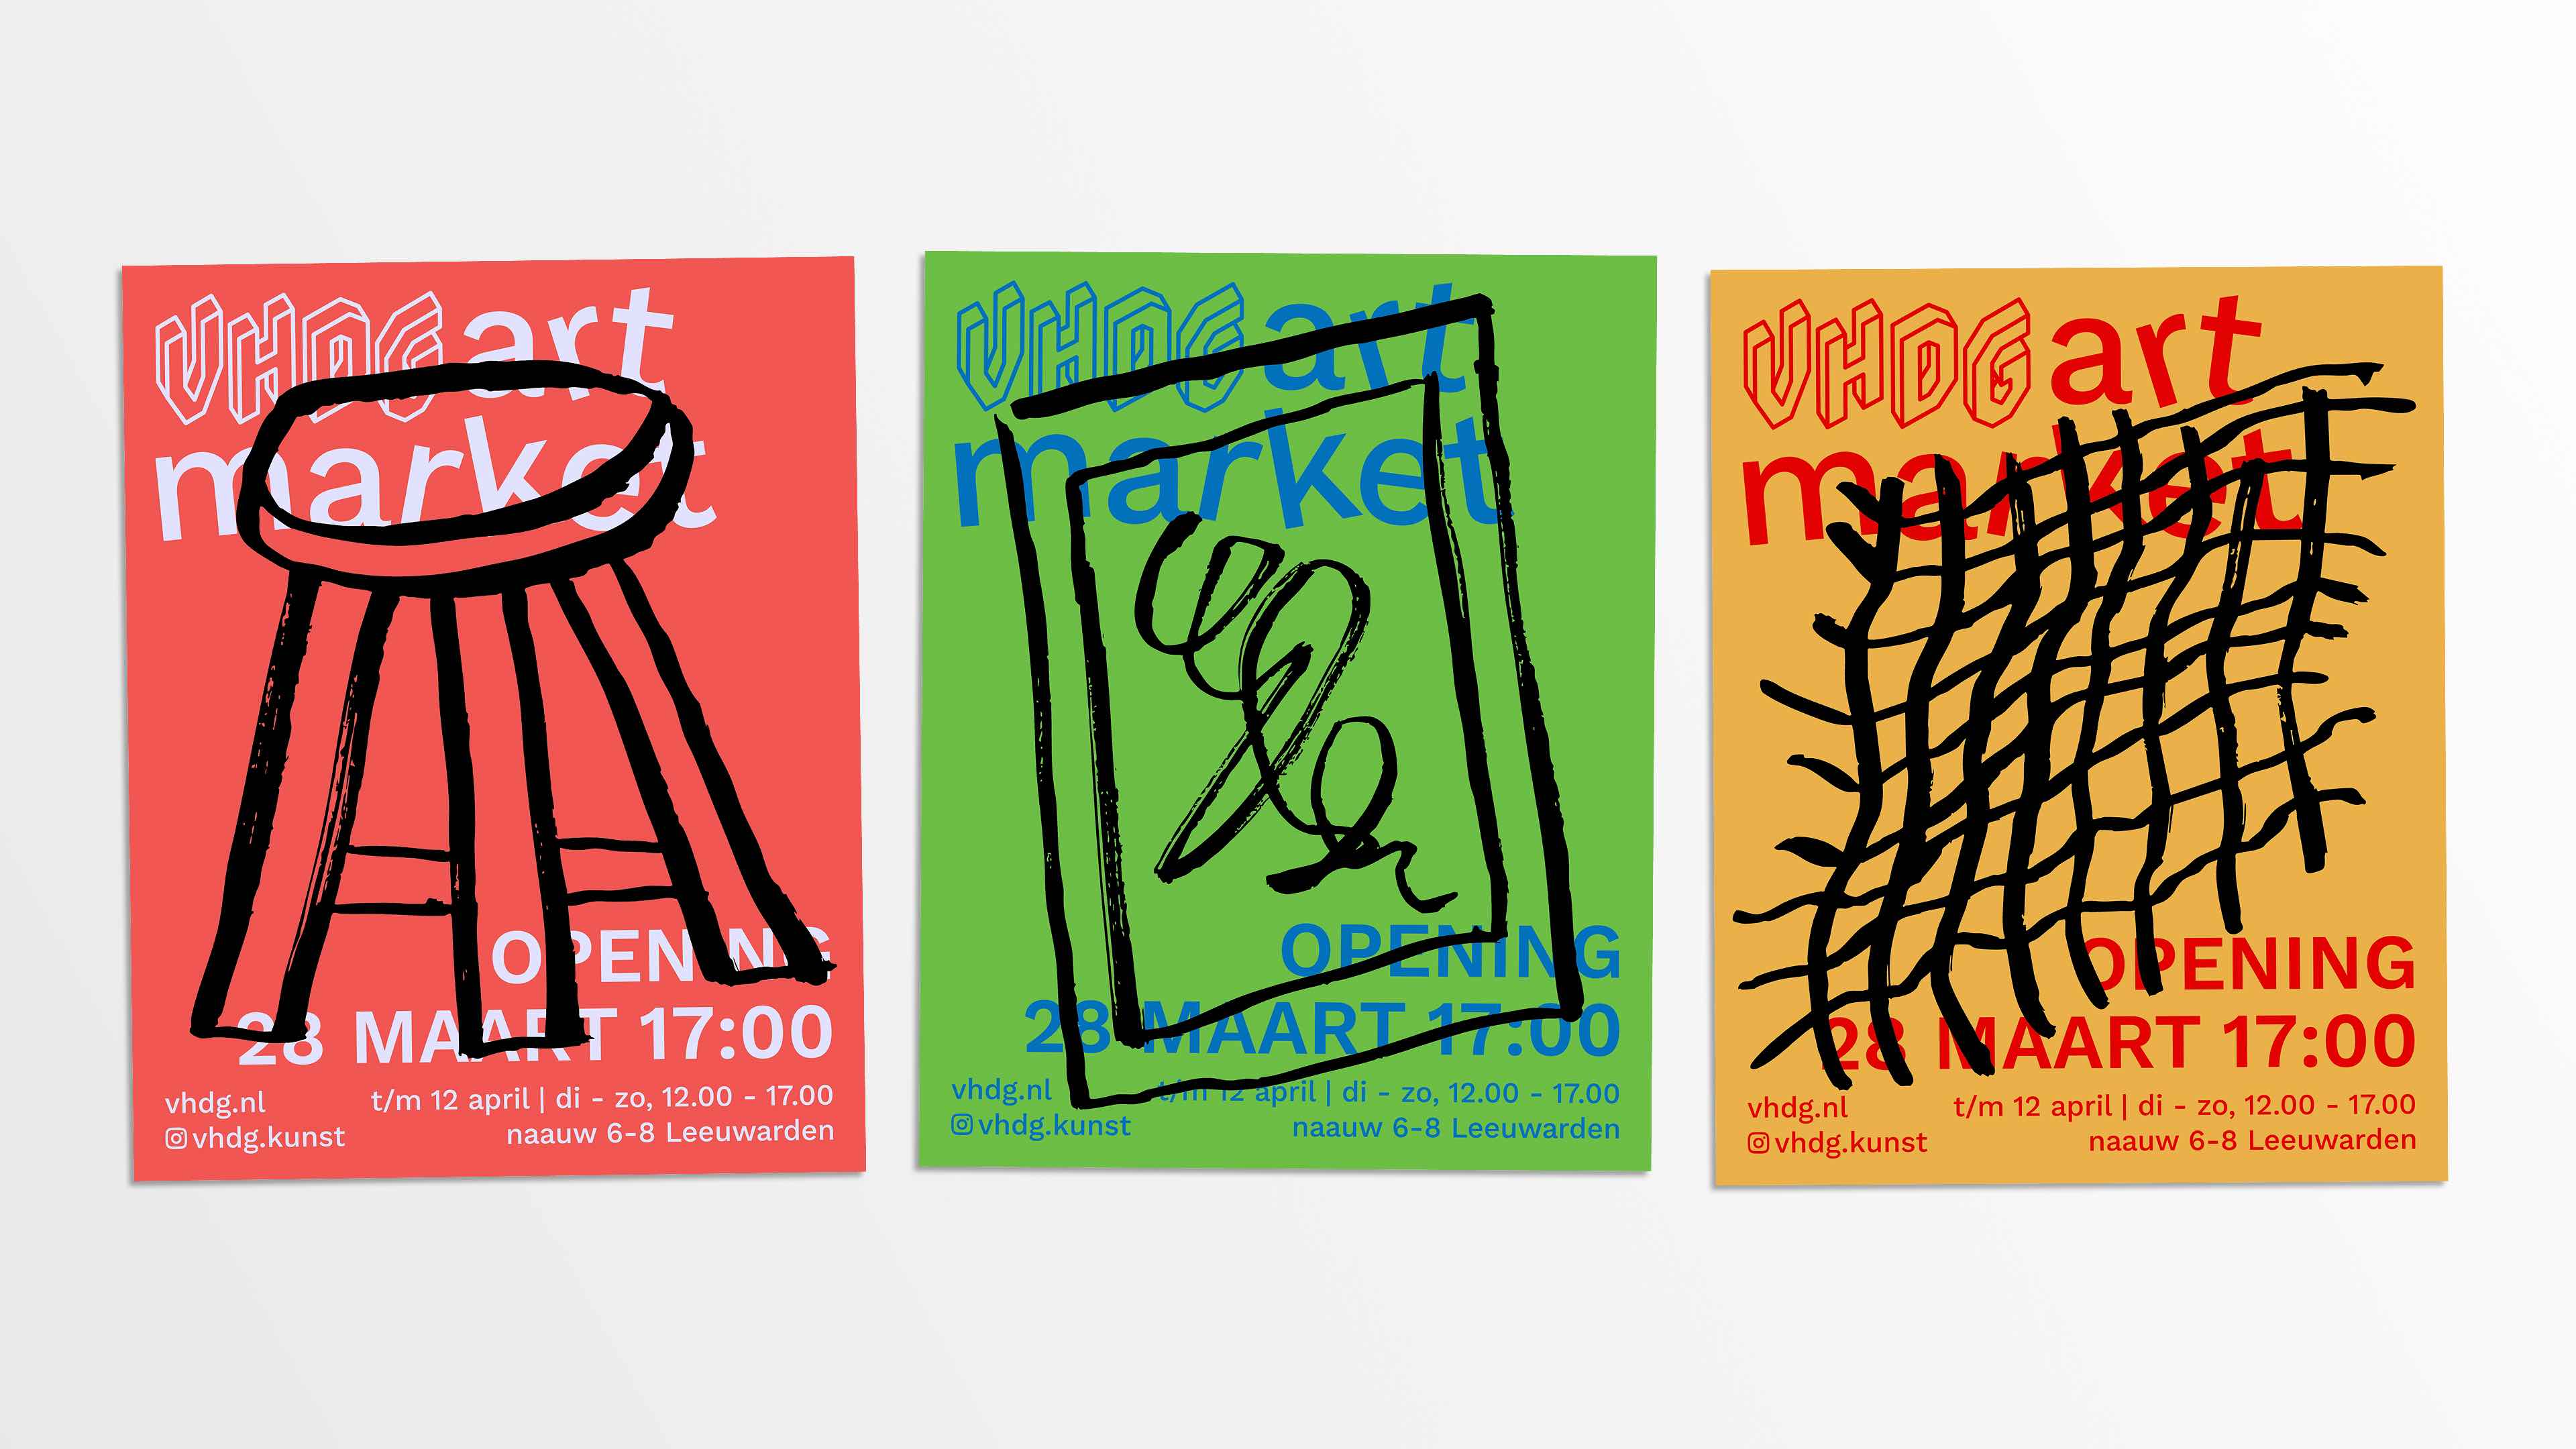 VHDG art
market
OPENING
28 MAART 17:00
vhdg.nl
vhdg.kunst
t/m 12 april | di - zo, 12.00 - 17.00
naauw 6-8 Leeuwarden
VHDG art
market
OPENING
28 MAART 17:00
vhdg.nl
vhdg.kunst
t/m 12 april | di - zo, 12.00 - 17.00
naauw 6-8 Leeuwarden
VHDG art
market
OPENING
28 MAART 17:00
vhdg.nl
vhdg.kunst
t/m 12 april | di - zo, 12.00 - 17.00
naauw 6-8 Leeuwarden